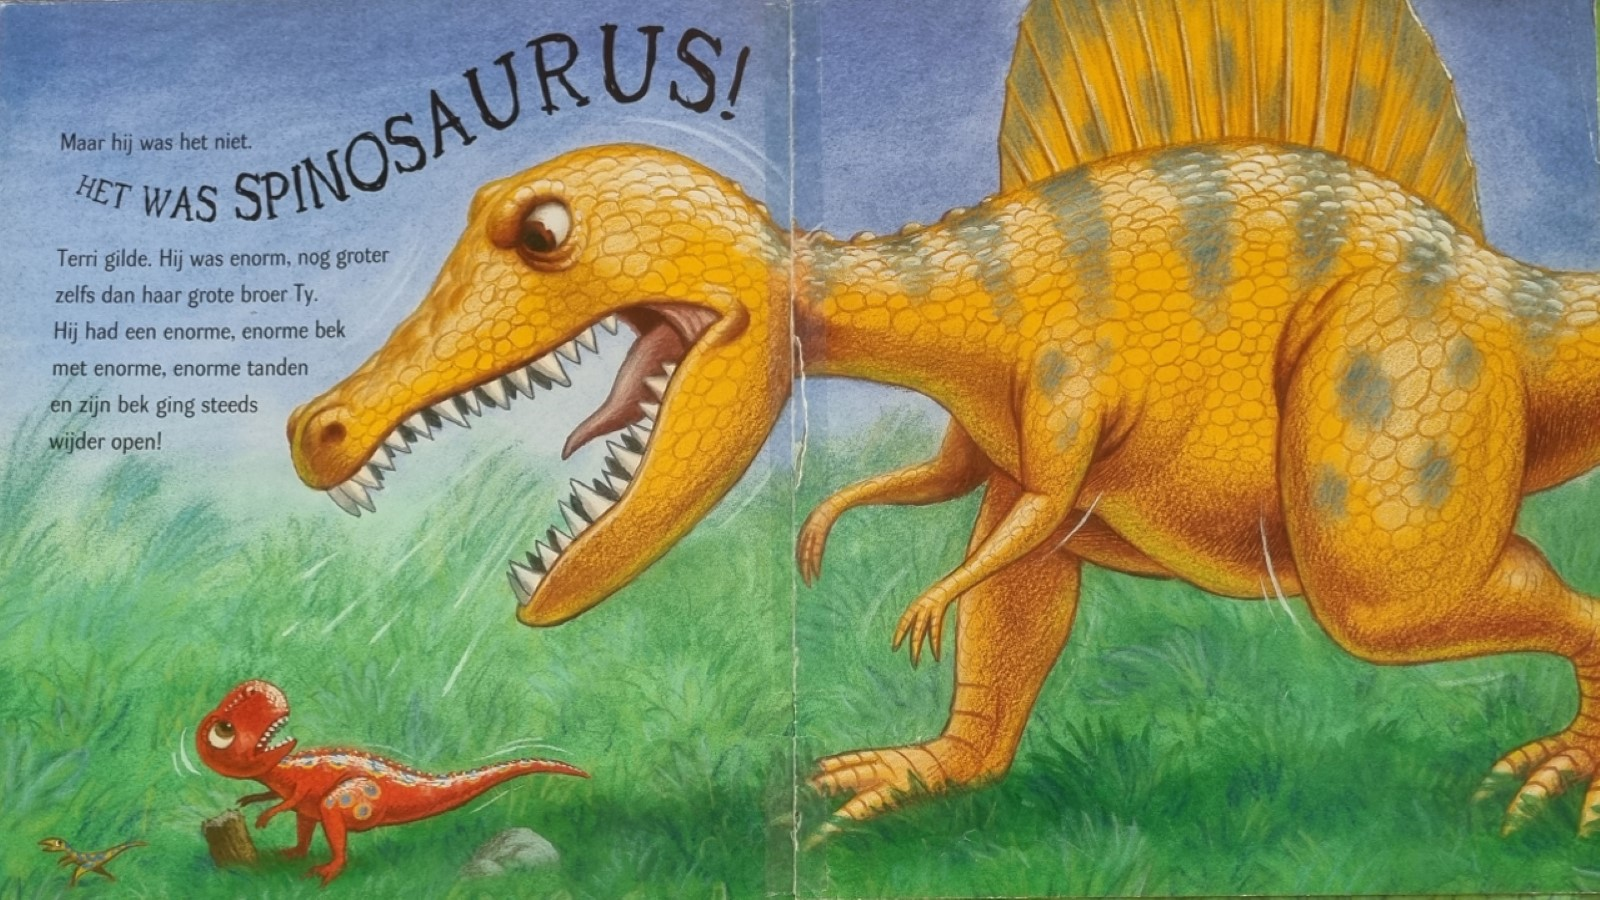 Maar hij was het niet.
HET WAS SPINOSAURUS!
Terri gilde. Hij was enorm, nog groter
zelfs dan haar grote broer Ty.
Hij had een enorme, enorme bek
met enorme, enorme tanden
en zijn bek ging steeds
wijder open!